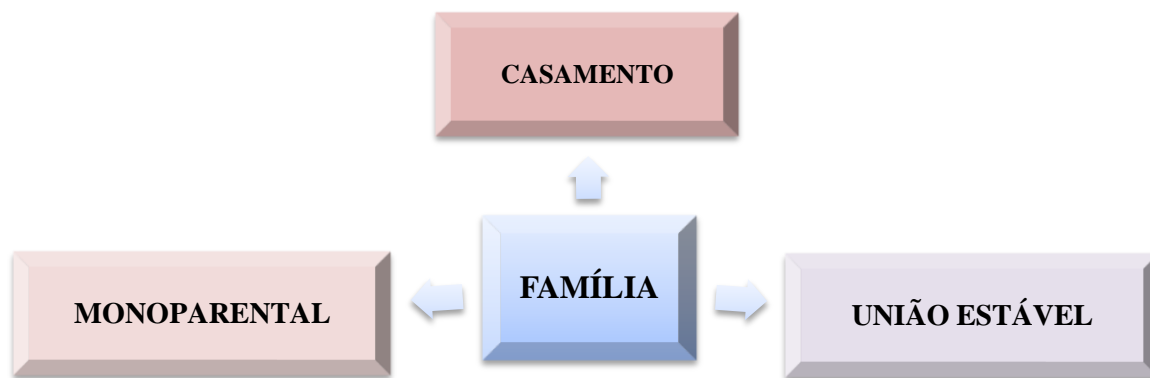 CASAMENTO
MONOPARENTAL
FAMÍLIA
UNIÃO ESTÁVEL